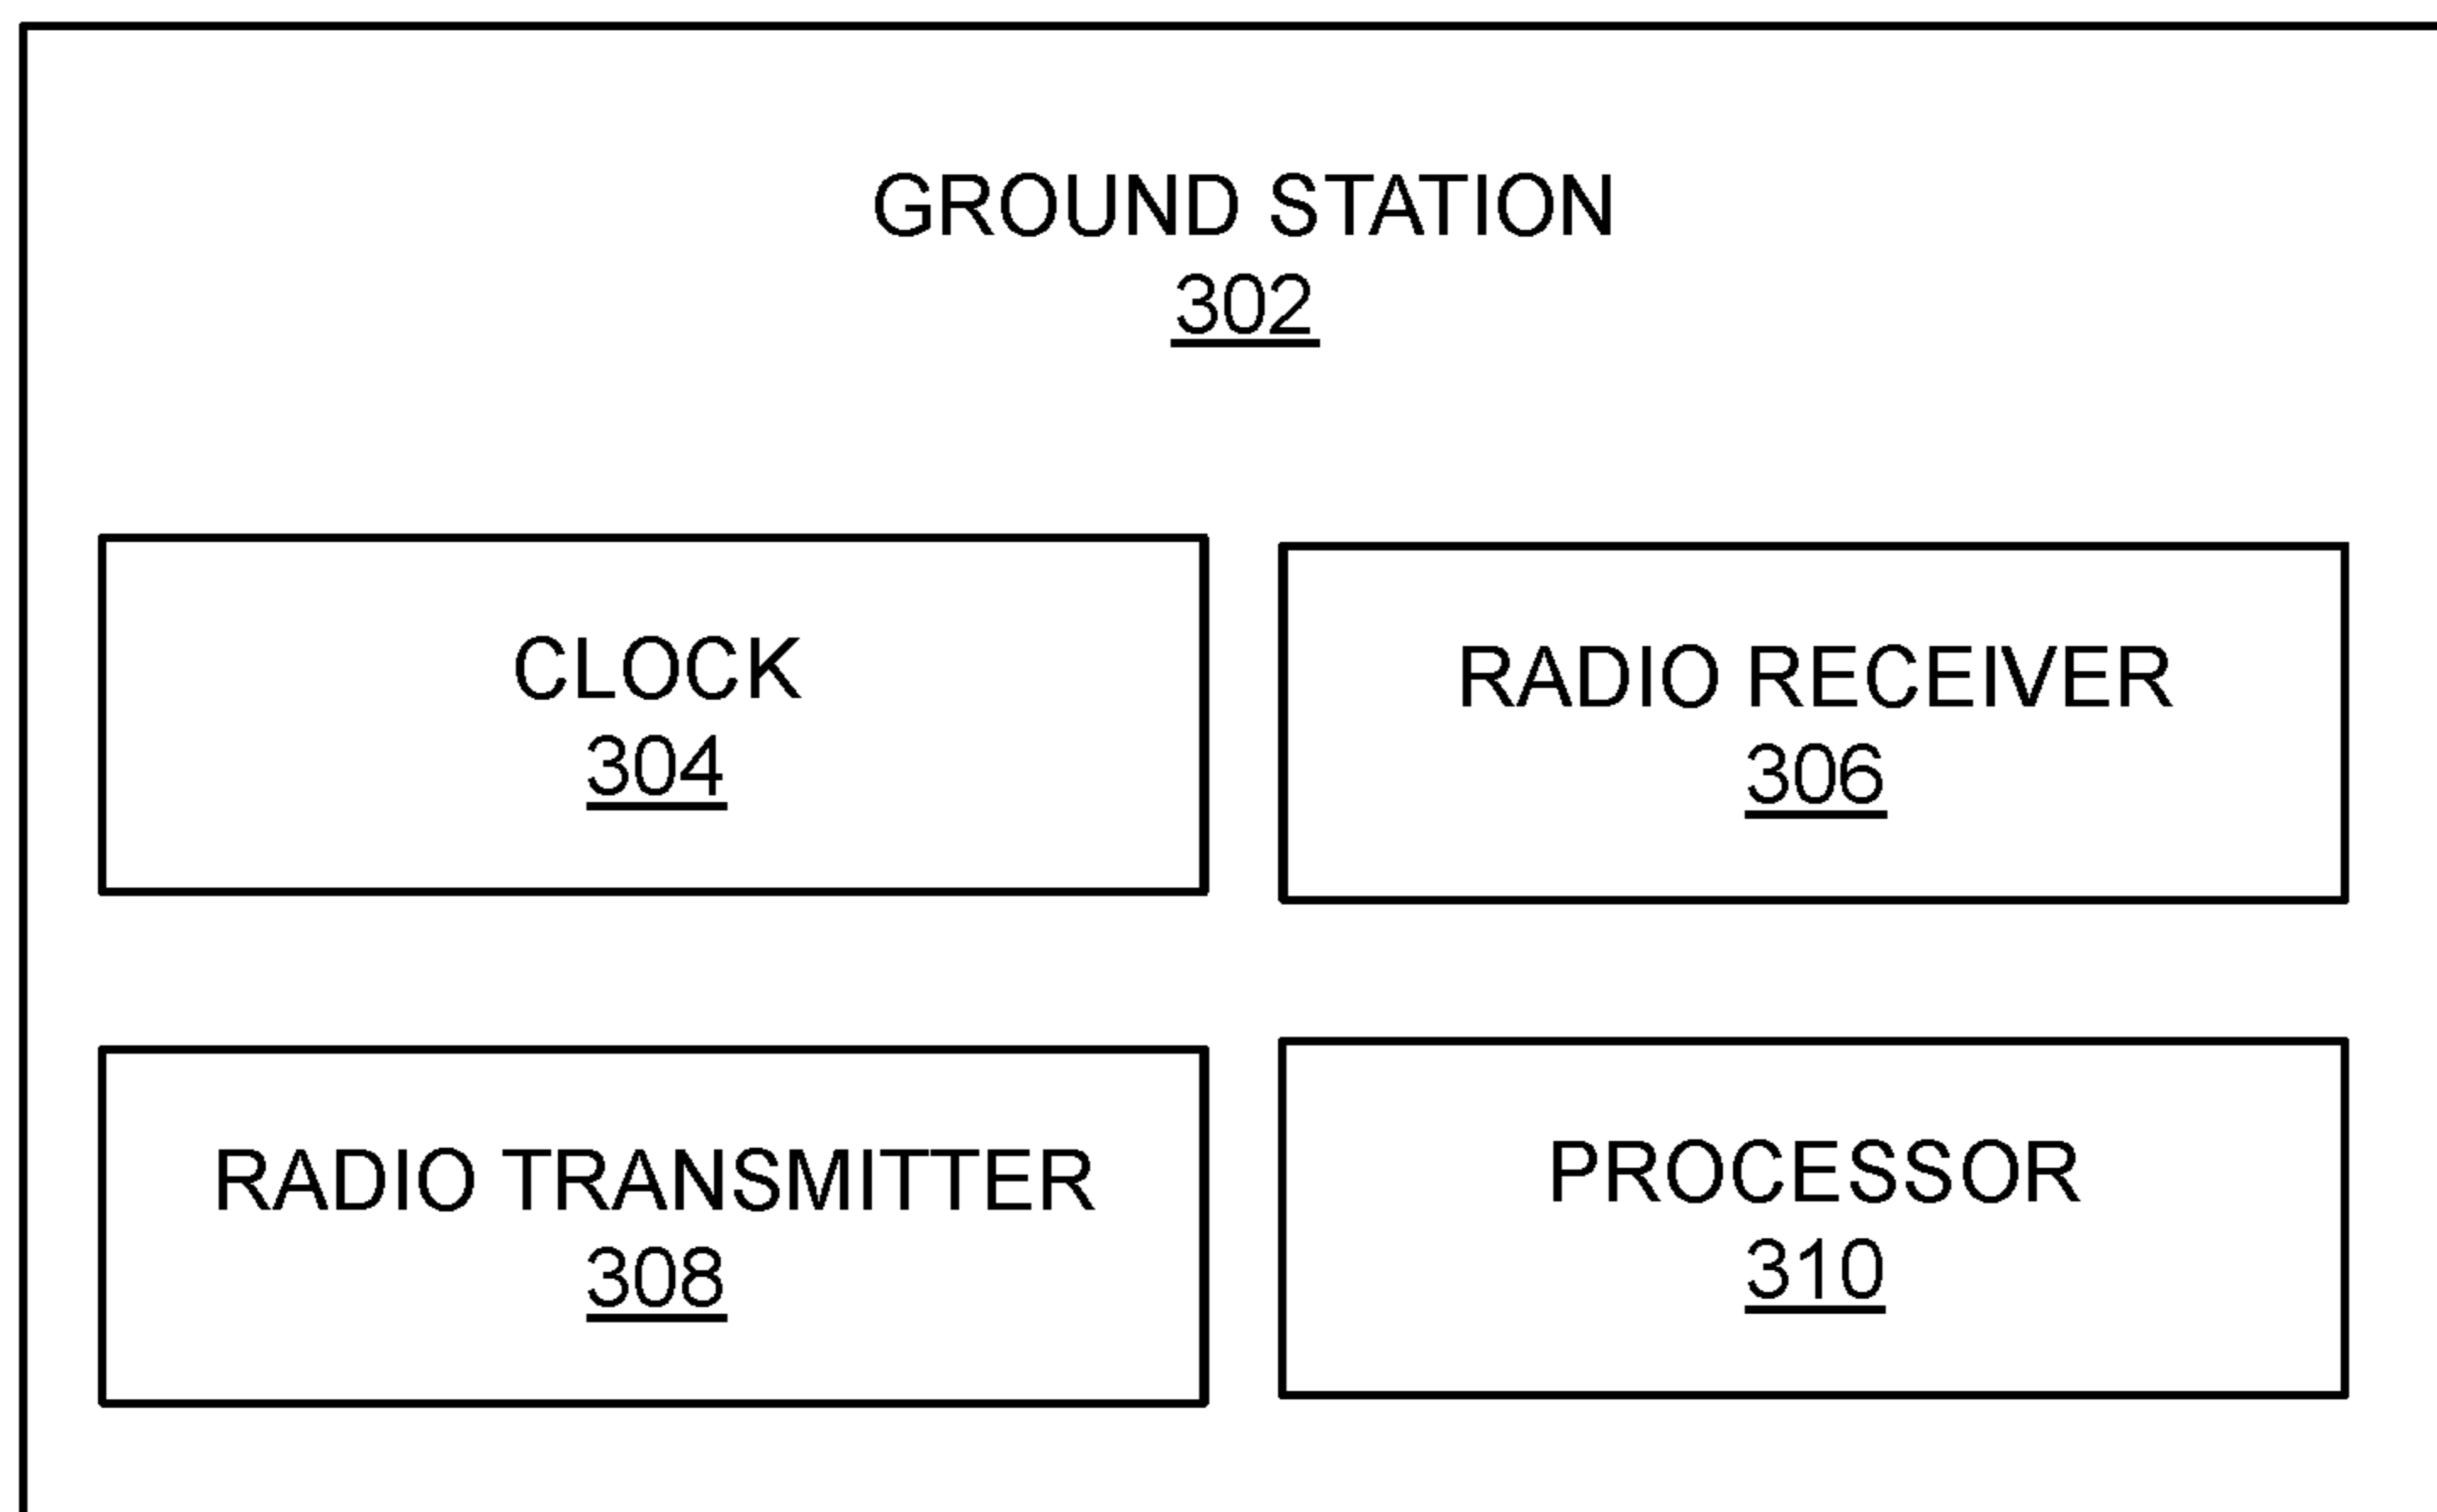 GROUND STATION
302
CLOCK
304
RADIO RECEIVER
306
RADIO TRANSMITTER
308
PROCESSOR
310